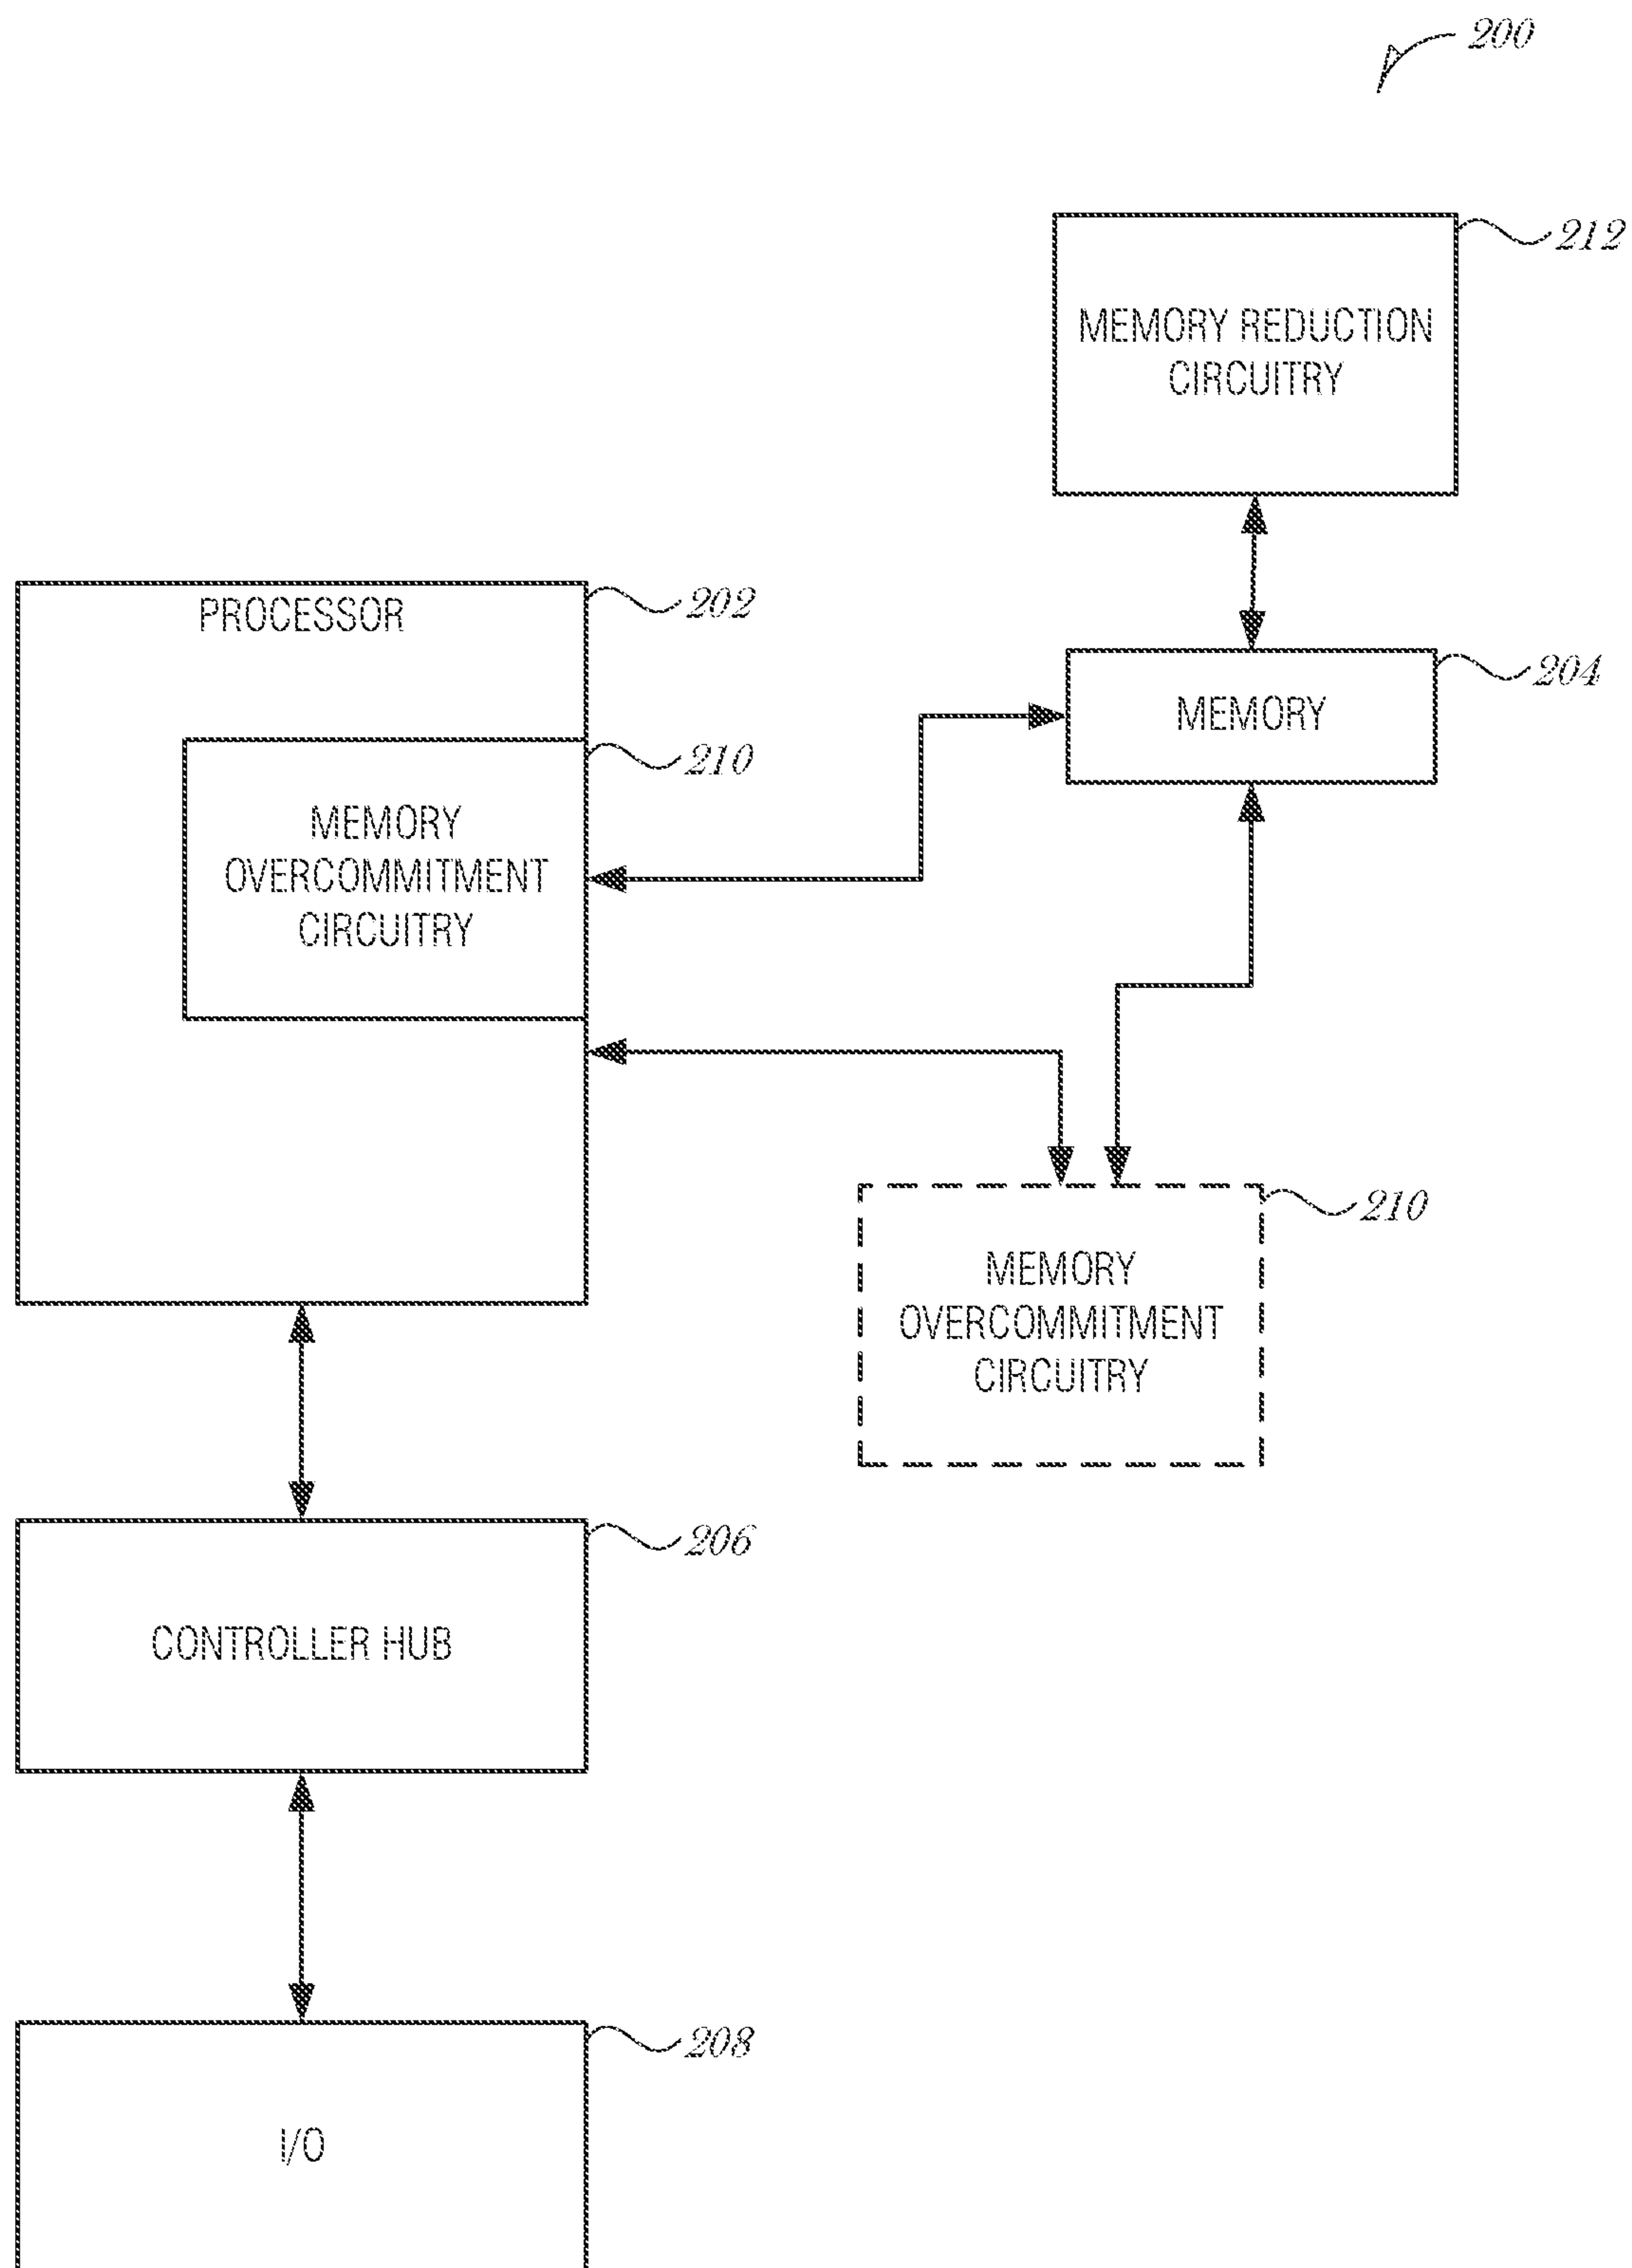 200
212
MEMORY REDUCTION
CIRCUITRY
PROCESSOR
202
204
MEMORY
210
MEMORY
OVERCOMMITMENT
CIRCUITRY
210
MEMORY
OVERCOMMITMENT
CIRCUITRY
206
CONTROLLER HUB
208
I/O